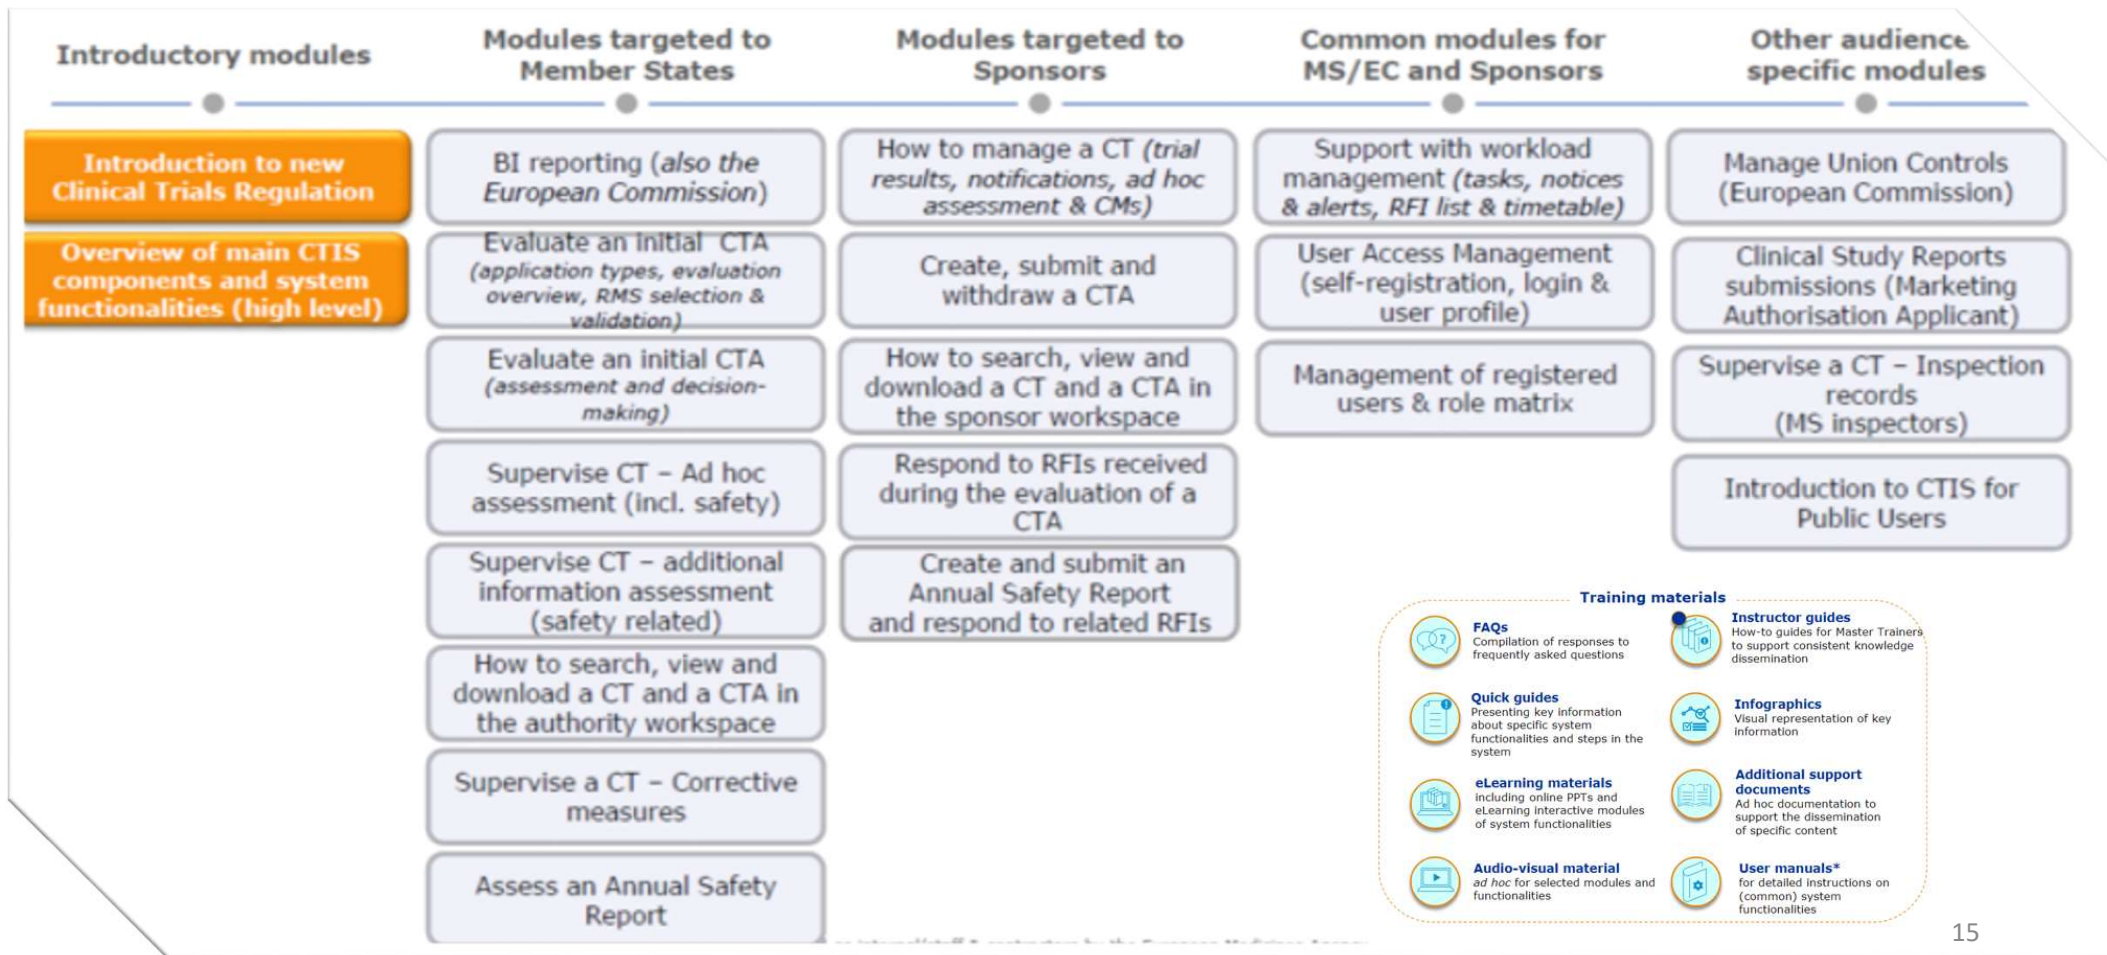 Introductory modules
Modules targeted to
Member States
Modules targeted to
Sponsors
Common modules for
MS/EC and Sponsors
Other audience
specific modules
Introduction to new
Clinical Trials Regulation
Overview of main CTIS
components and system
functionalities (high level)
BI reporting (also the
European Commission)
Evaluate an initial CTA
(application types, evaluation
overview, RMS selection &
validation)
Evaluate an initial CTA
(assessment and decision-
making)
Supervise CT – Ad hoc
assessment (incl. safety)
Supervise CT – additional
information assessment
(safety related)
How to search, view and
download a CT and a CTA in
the authority workspace
Supervise a CT – Corrective
measures
Assess an Annual Safety
Report
How to manage a CT (trial
results, notifications, ad hoc
assessment & CMs)
Create, submit and
withdraw a CTA
How to search, view and
download a CT and a CTA in
the sponsor workspace
Respond to RFIs received
during the evaluation of a
CTA
Create and submit an
Annual Safety Report
and respond to related RFIs
Support with workload
management (tasks, notices
& alerts, RFI list & timetable)
User Access Management
(self-registration, login &
user profile)
Management of registered
users & role matrix
Manage Union Controls
(European Commission)
Clinical Study Reports
submissions (Marketing
Authorisation Applicant)
Supervise a CT – Inspection
records
(MS inspectors)
Introduction to CTIS for
Public Users
Training materials
FAQs
Compilation of responses to
frequently asked questions
Quick guides
Presenting key information
about specific system
functionalities and steps in the
system
eLearning materials
including online PPTs and
eLearning interactive modules
of system functionalities
Audio-visual material
ad hoc for selected modules and
functionalities
Instructor guides
How-to guides for Master Trainers
to support consistent knowledge
dissemination
Infographics
Visual representation of key
information
Additional support
documents
Ad hoc documentation to
support the dissemination
of specific content
User manuals*
for detailed instructions on
(common) system
functionalities
15